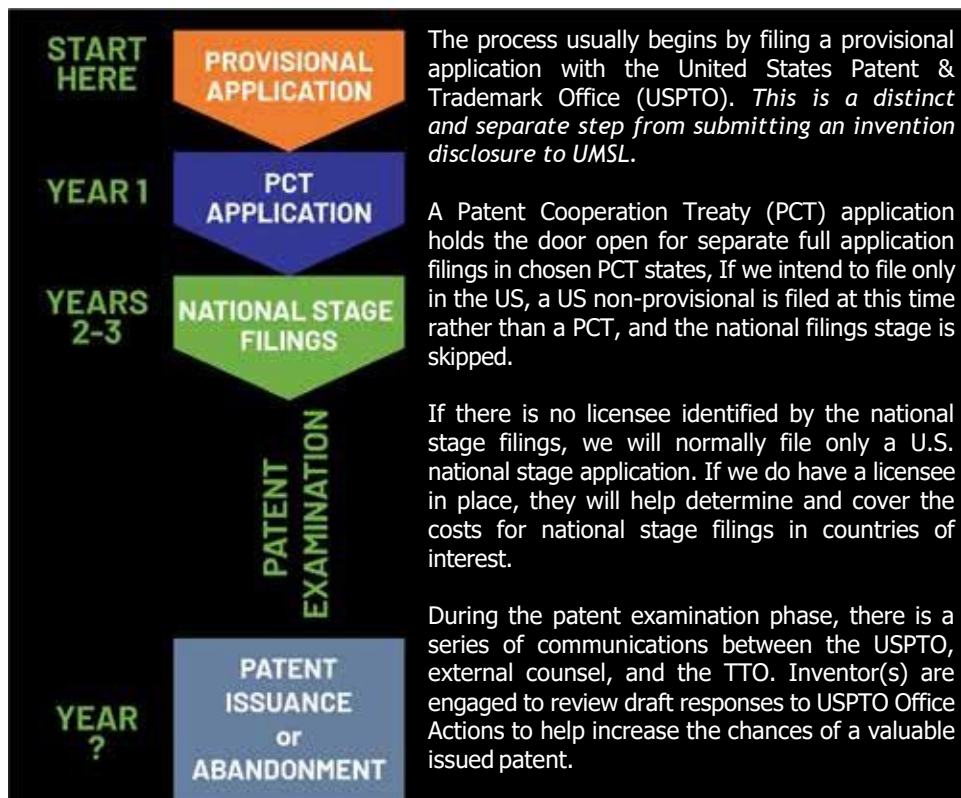 START
HERE
PROVISIONAL
APPLICATION
The process usually begins by filing a provisional
application with the United States Patent &
Trademark Office (USPTO). This is a distinct
and separate step from submitting an invention
disclosure to UMSL.
YEAR 1
PCT
APPLICATION
A Patent Cooperation Treaty (PCT) application
holds the door open for separate full application
filings in chosen PCT states, If we intend to file only
in the US, a US non-provisional is filed at this time
rather than a PCT, and the national filings stage is
skipped.
YEARS
2-3
NATIONAL STAGE
FILINGS
If there is no licensee identified by the national
stage filings, we will normally file only a U.S.
national stage application. If we do have a licensee
in place, they will help determine and cover the
costs for national stage filings in countries of
interest.
PATENT
EXAMINATION
During the patent examination phase, there is a
series of communications between the USPTO,
external counsel, and the TTO. Inventor(s) are
engaged to review draft responses to USPTO Office
Actions to help increase the chances of a valuable
issued patent.
YEAR
?
PATENT
ISSUANCE
or
ABANDONMENT